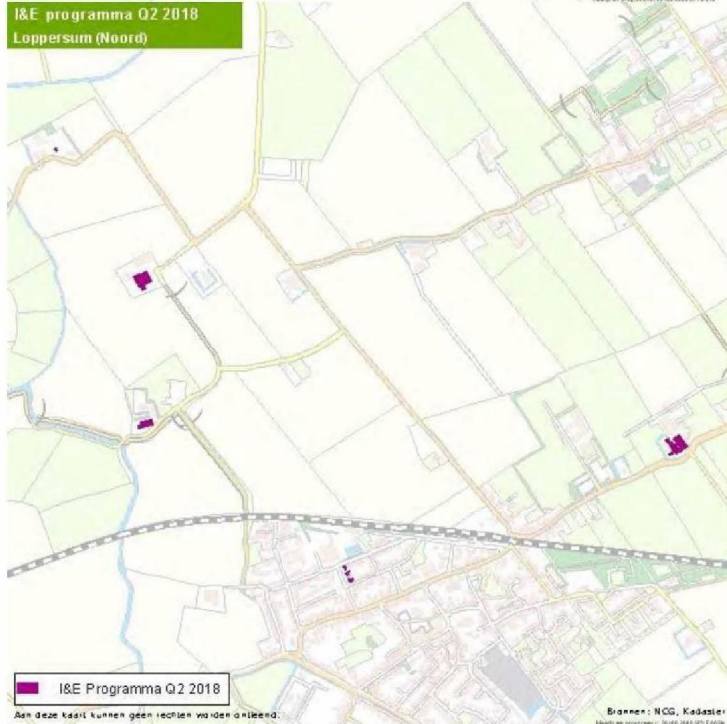 I&E programma Q2 2018
Loppersum (Noord)
I&E Programma Q2 2018
Aan deze kaart kunnen geen rechten worden ontleend.
Bronnen: NCG, Kadaster